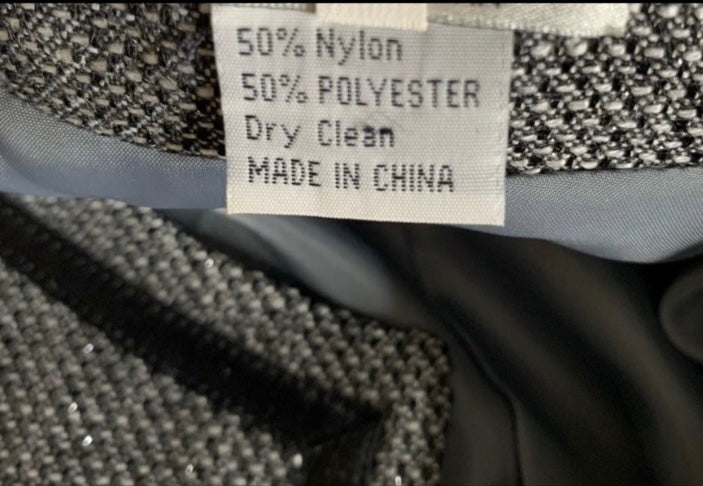 50% Nylon
50% POLYESTER
Dry Clean
MADE IN CHINA